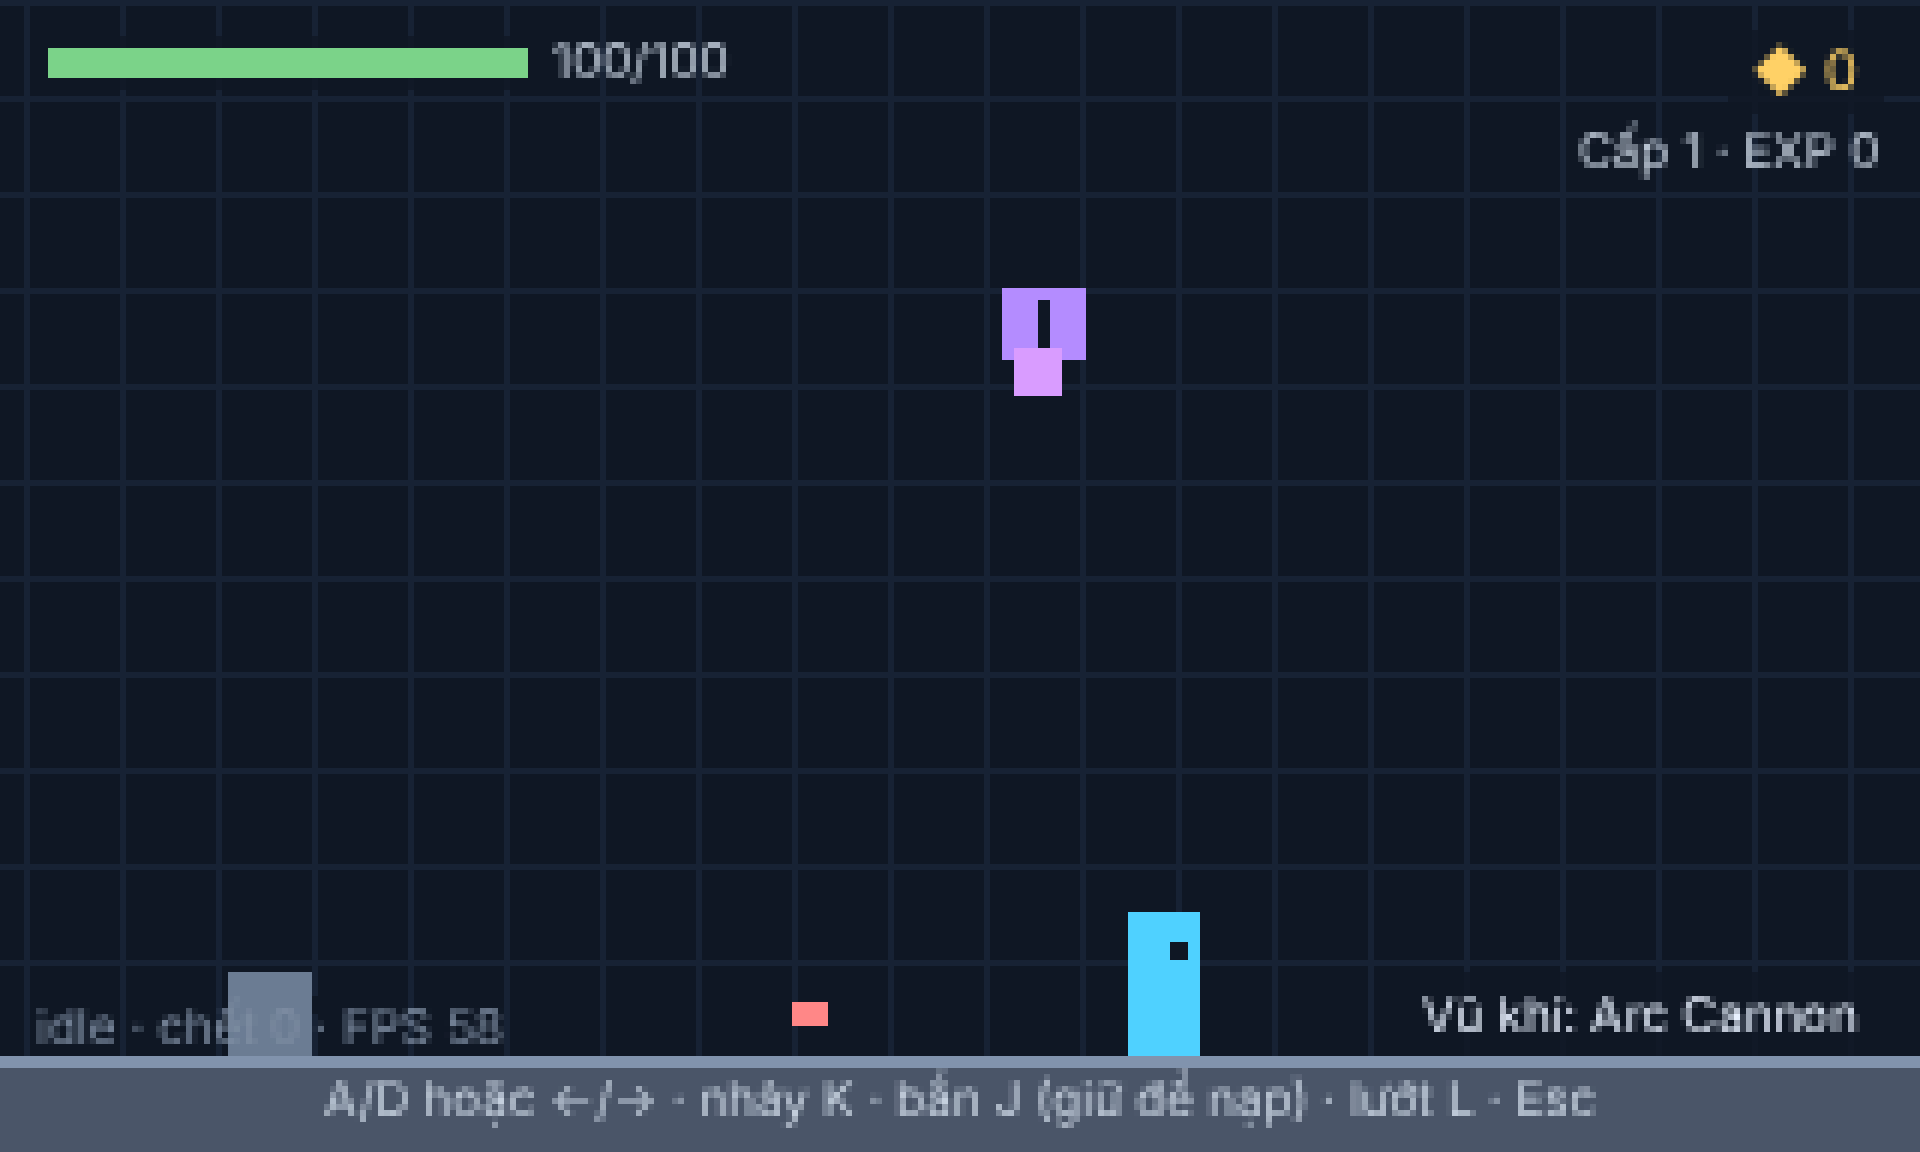 100/100
0
Cấp 1 · EXP 0
idle · chết 0 · FPS 58
Vũ khí: Arc Cannon
A/D hoặc ←/→ · nhảy K · bắn J (giữ để nạp) · lướt L · Esc